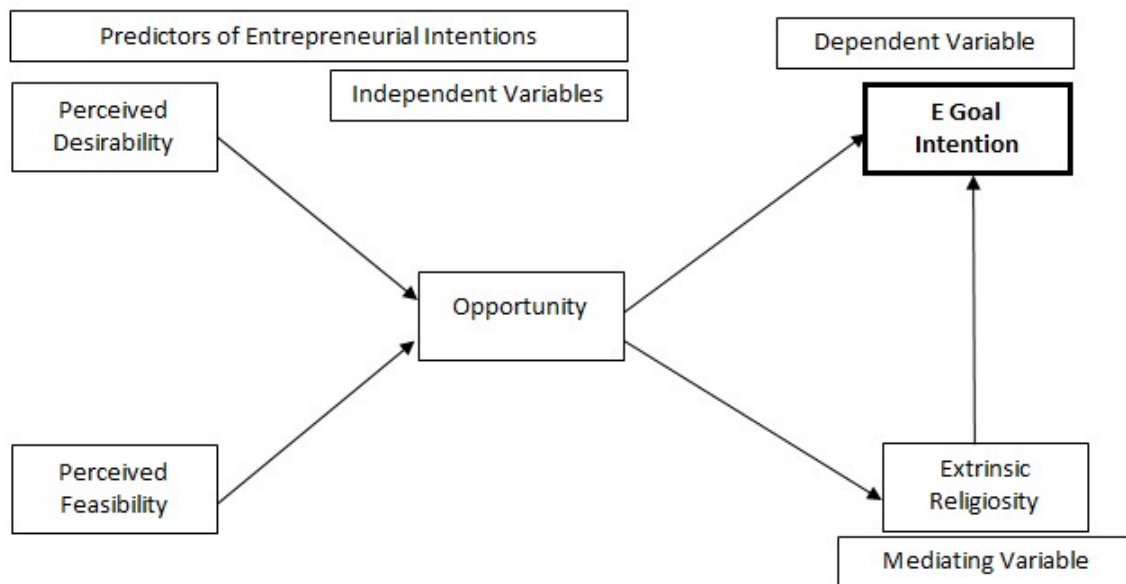 Predictors of Entrepreneurial Intentions
Dependent Variable
Independent Variables
Perceived
Desirability
E Goal
Intention
Opportunity
Perceived
Feasibility
Extrinsic
Religiosity
Mediating Variable